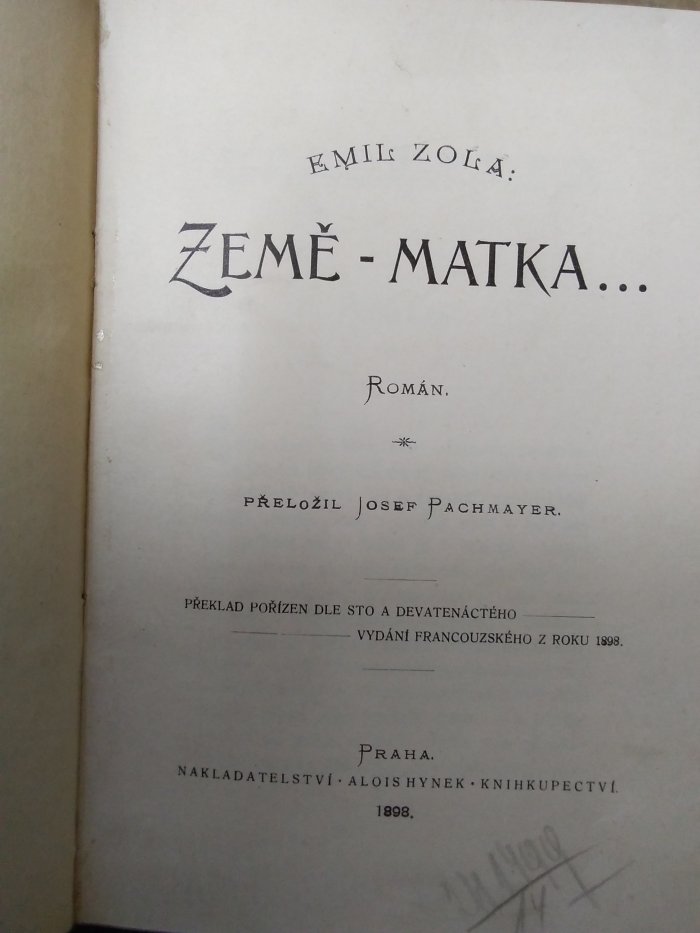 EMIL ZOLA:
ZEMĚ - MATKA...
ROMÁN.
PŘELOŽIL JOSEF PACHMAYER.
PŘEKLAD POŘÍZEN DLE STO A DEVATENÁCTÉHO
VYDÁNÍ FRANCOUZSKÉHO Z ROKU 1898.
PRAHA.
NAKLADATELSTVÍ · ALOIS HYNEK · KNIHKUPECTVÍ.
1898.